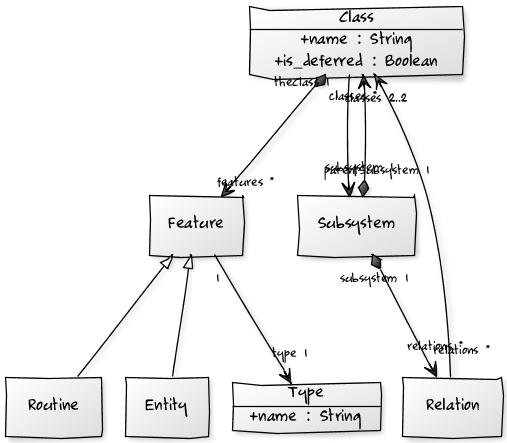 Class
+name : String
+is_deferred : Boolean
theClass 1
classes *
classes 2..2
subsystem
parentSubsystem 1
features *
Feature
Subsystem
1
subsystem 1
type 1
relations *
relations *
Routine
Entity
Type
+name : String
Relation